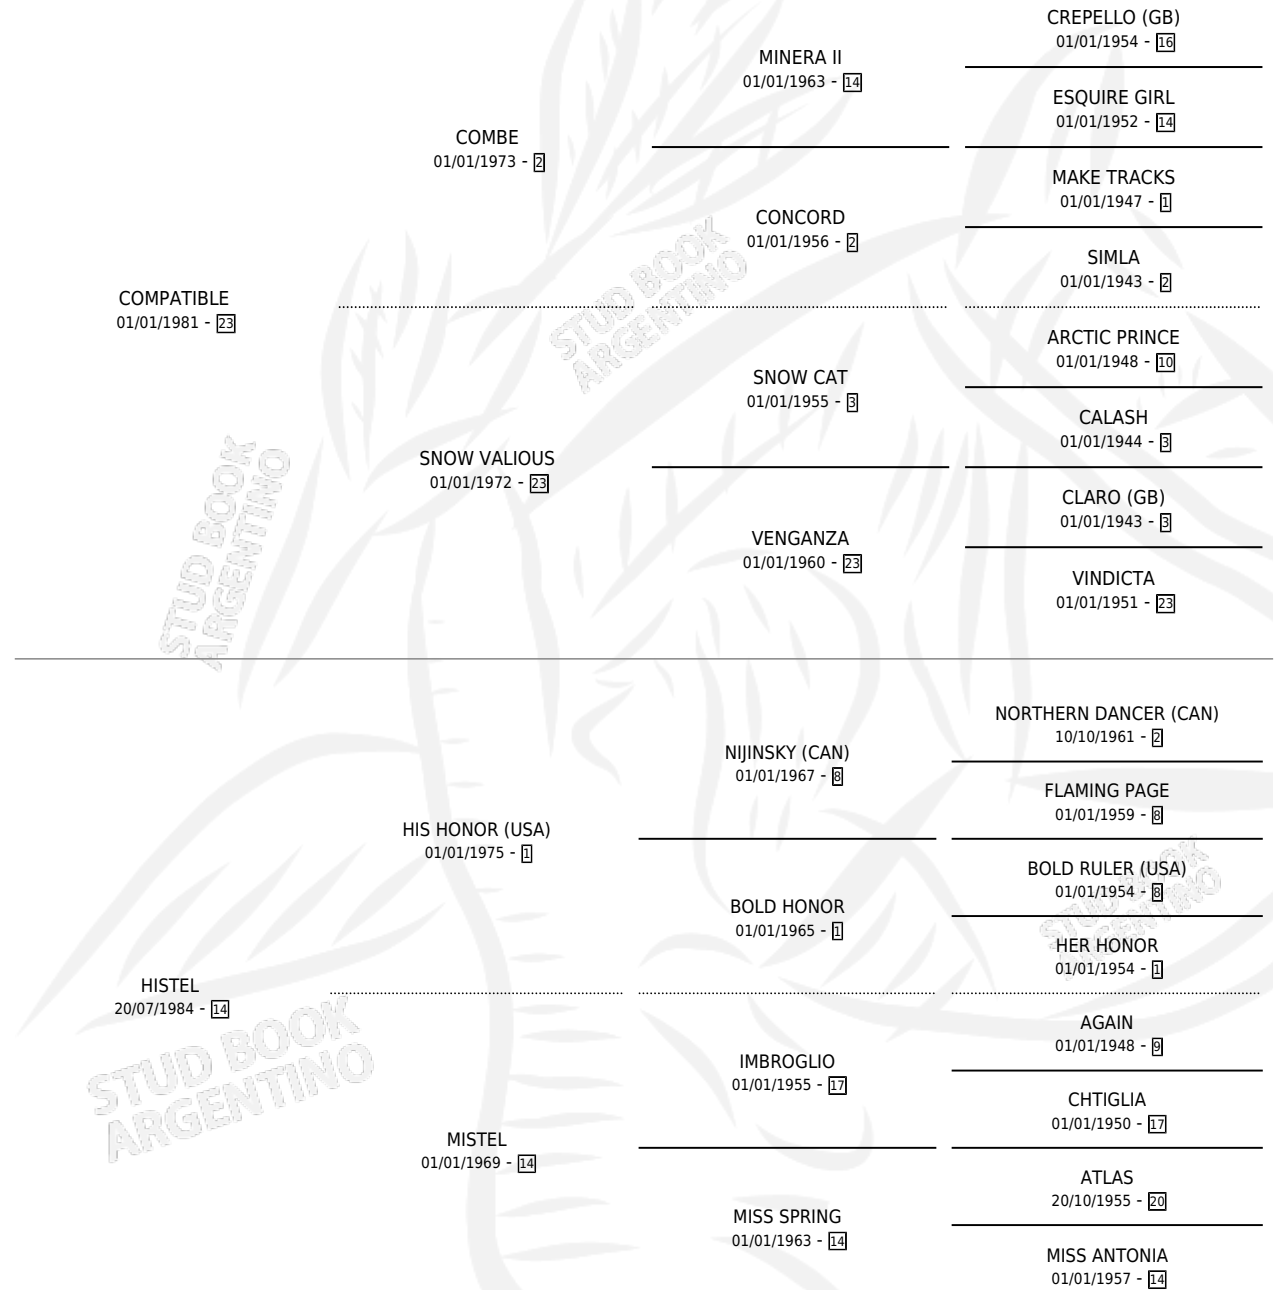 CREPELLO (GB)
01/01/1954 - 16
MINERA II
01/01/1963 - 14
ESQUIRE GIRL
01/01/1952 - 14
COMBE
01/01/1973 - 2
MAKE TRACKS
01/01/1947 - 1
CONCORD
01/01/1956 - 2
SIMLA
01/01/1943 - 2
COMPATIBLE
01/01/1981 - 23
ARCTIC PRINCE
01/01/1948 - 10
SNOW CAT
01/01/1955 - 3
CALASH
01/01/1944 - 3
SNOW VALIOUS
01/01/1972 - 23
CLARO (GB)
01/01/1943 - 3
VENGANZA
01/01/1960 - 23
VINDICTA
01/01/1951 - 23
STUD BOOK
ARGENTINO
STUD BOOK
ARGENTINO
NORTHERN DANCER (CAN)
10/10/1961 - 2
NIJINSKY (CAN)
01/01/1967 - 8
FLAMING PAGE
01/01/1959 - 8
HIS HONOR (USA)
01/01/1975 - 1
BOLD RULER (USA)
01/01/1954 - 8
BOLD HONOR
01/01/1965 - 1
HER HONOR
01/01/1954 - 1
STUD BOOK
ARGENTINO
HISTEL
20/07/1984 - 14
AGAIN
01/01/1948 - 9
IMBROGLIO
01/01/1955 - 17
CHTIGLIA
01/01/1950 - 17
MISTEL
01/01/1969 - 14
ATLAS
20/10/1955 - 20
MISS SPRING
01/01/1963 - 14
MISS ANTONIA
01/01/1957 - 14
STUD BOOK
ARGENTINO